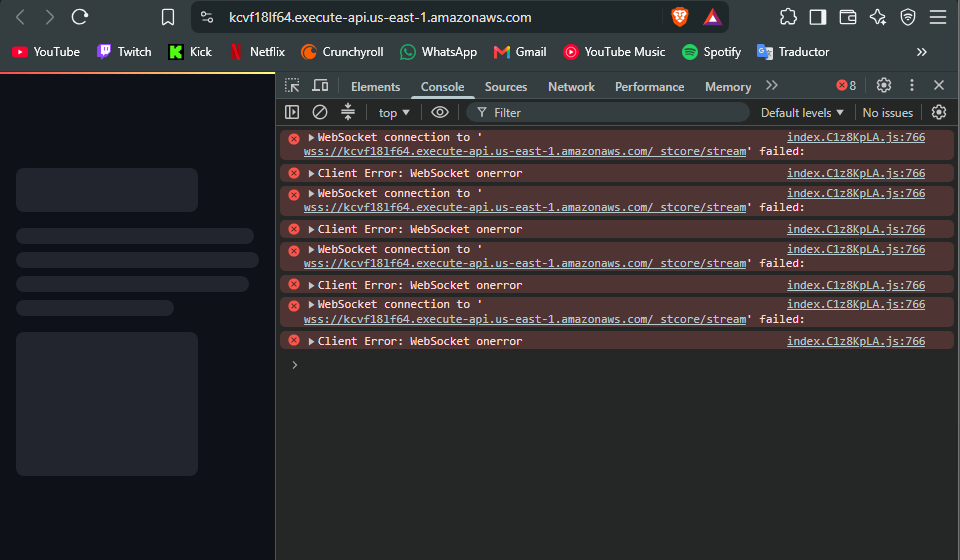 kcvf18lf64.execute-api.us-east-1.amazonaws.com
YouTube Twitch Kick Netflix Crunchyroll WhatsApp Gmail YouTube Music Spotify Traductor »
Elements Console Sources Network Performance Memory » 8
top Filter Default levels No issues
WebSocket connection to ' index.C1z8KpLA.js:766
wss://kcvf18lf64.execute-api.us-east-1.amazonaws.com/_stcore/stream' failed:
Client Error: WebSocket onerror index.C1z8KpLA.js:766
WebSocket connection to ' index.C1z8KpLA.js:766
wss://kcvf18lf64.execute-api.us-east-1.amazonaws.com/_stcore/stream' failed:
Client Error: WebSocket onerror index.C1z8KpLA.js:766
WebSocket connection to ' index.C1z8KpLA.js:766
wss://kcvf18lf64.execute-api.us-east-1.amazonaws.com/_stcore/stream' failed:
Client Error: WebSocket onerror index.C1z8KpLA.js:766
WebSocket connection to ' index.C1z8KpLA.js:766
wss://kcvf18lf64.execute-api.us-east-1.amazonaws.com/_stcore/stream' failed:
Client Error: WebSocket onerror index.C1z8KpLA.js:766